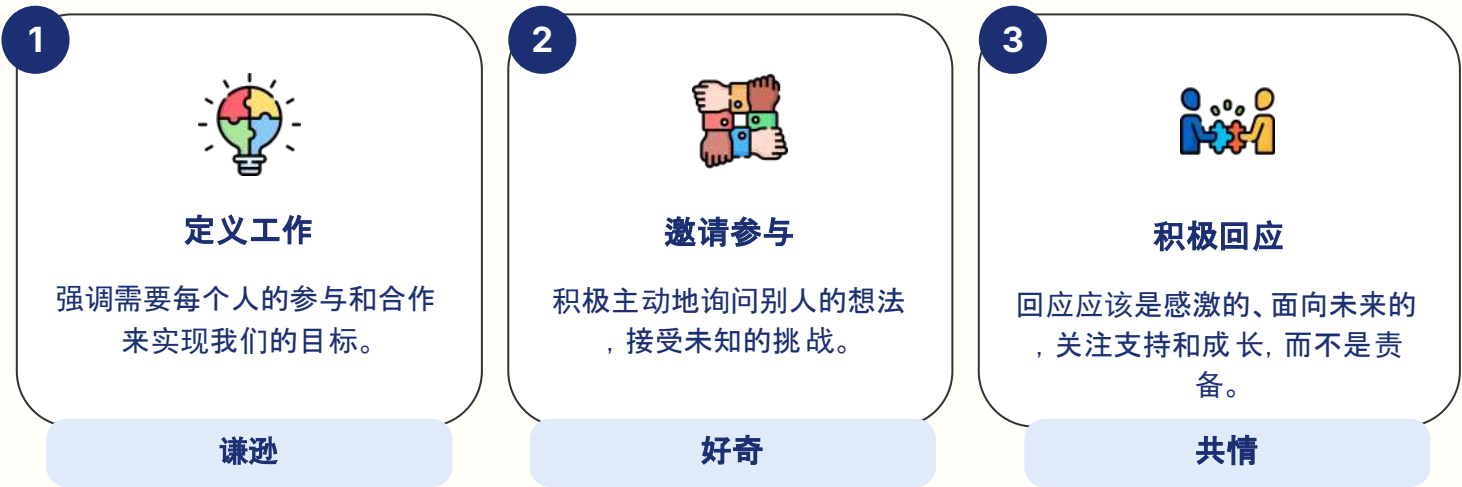 1
定义工作
强调需要每个人的参与和合作
来实现我们的目标。
谦逊
2
邀请参与
积极主动地询问别人的想法
，接受未知的挑战。
好奇
3
积极回应
回应应该是感激的、面向未来的
，关注支持和成长，而不是责
备。
共情